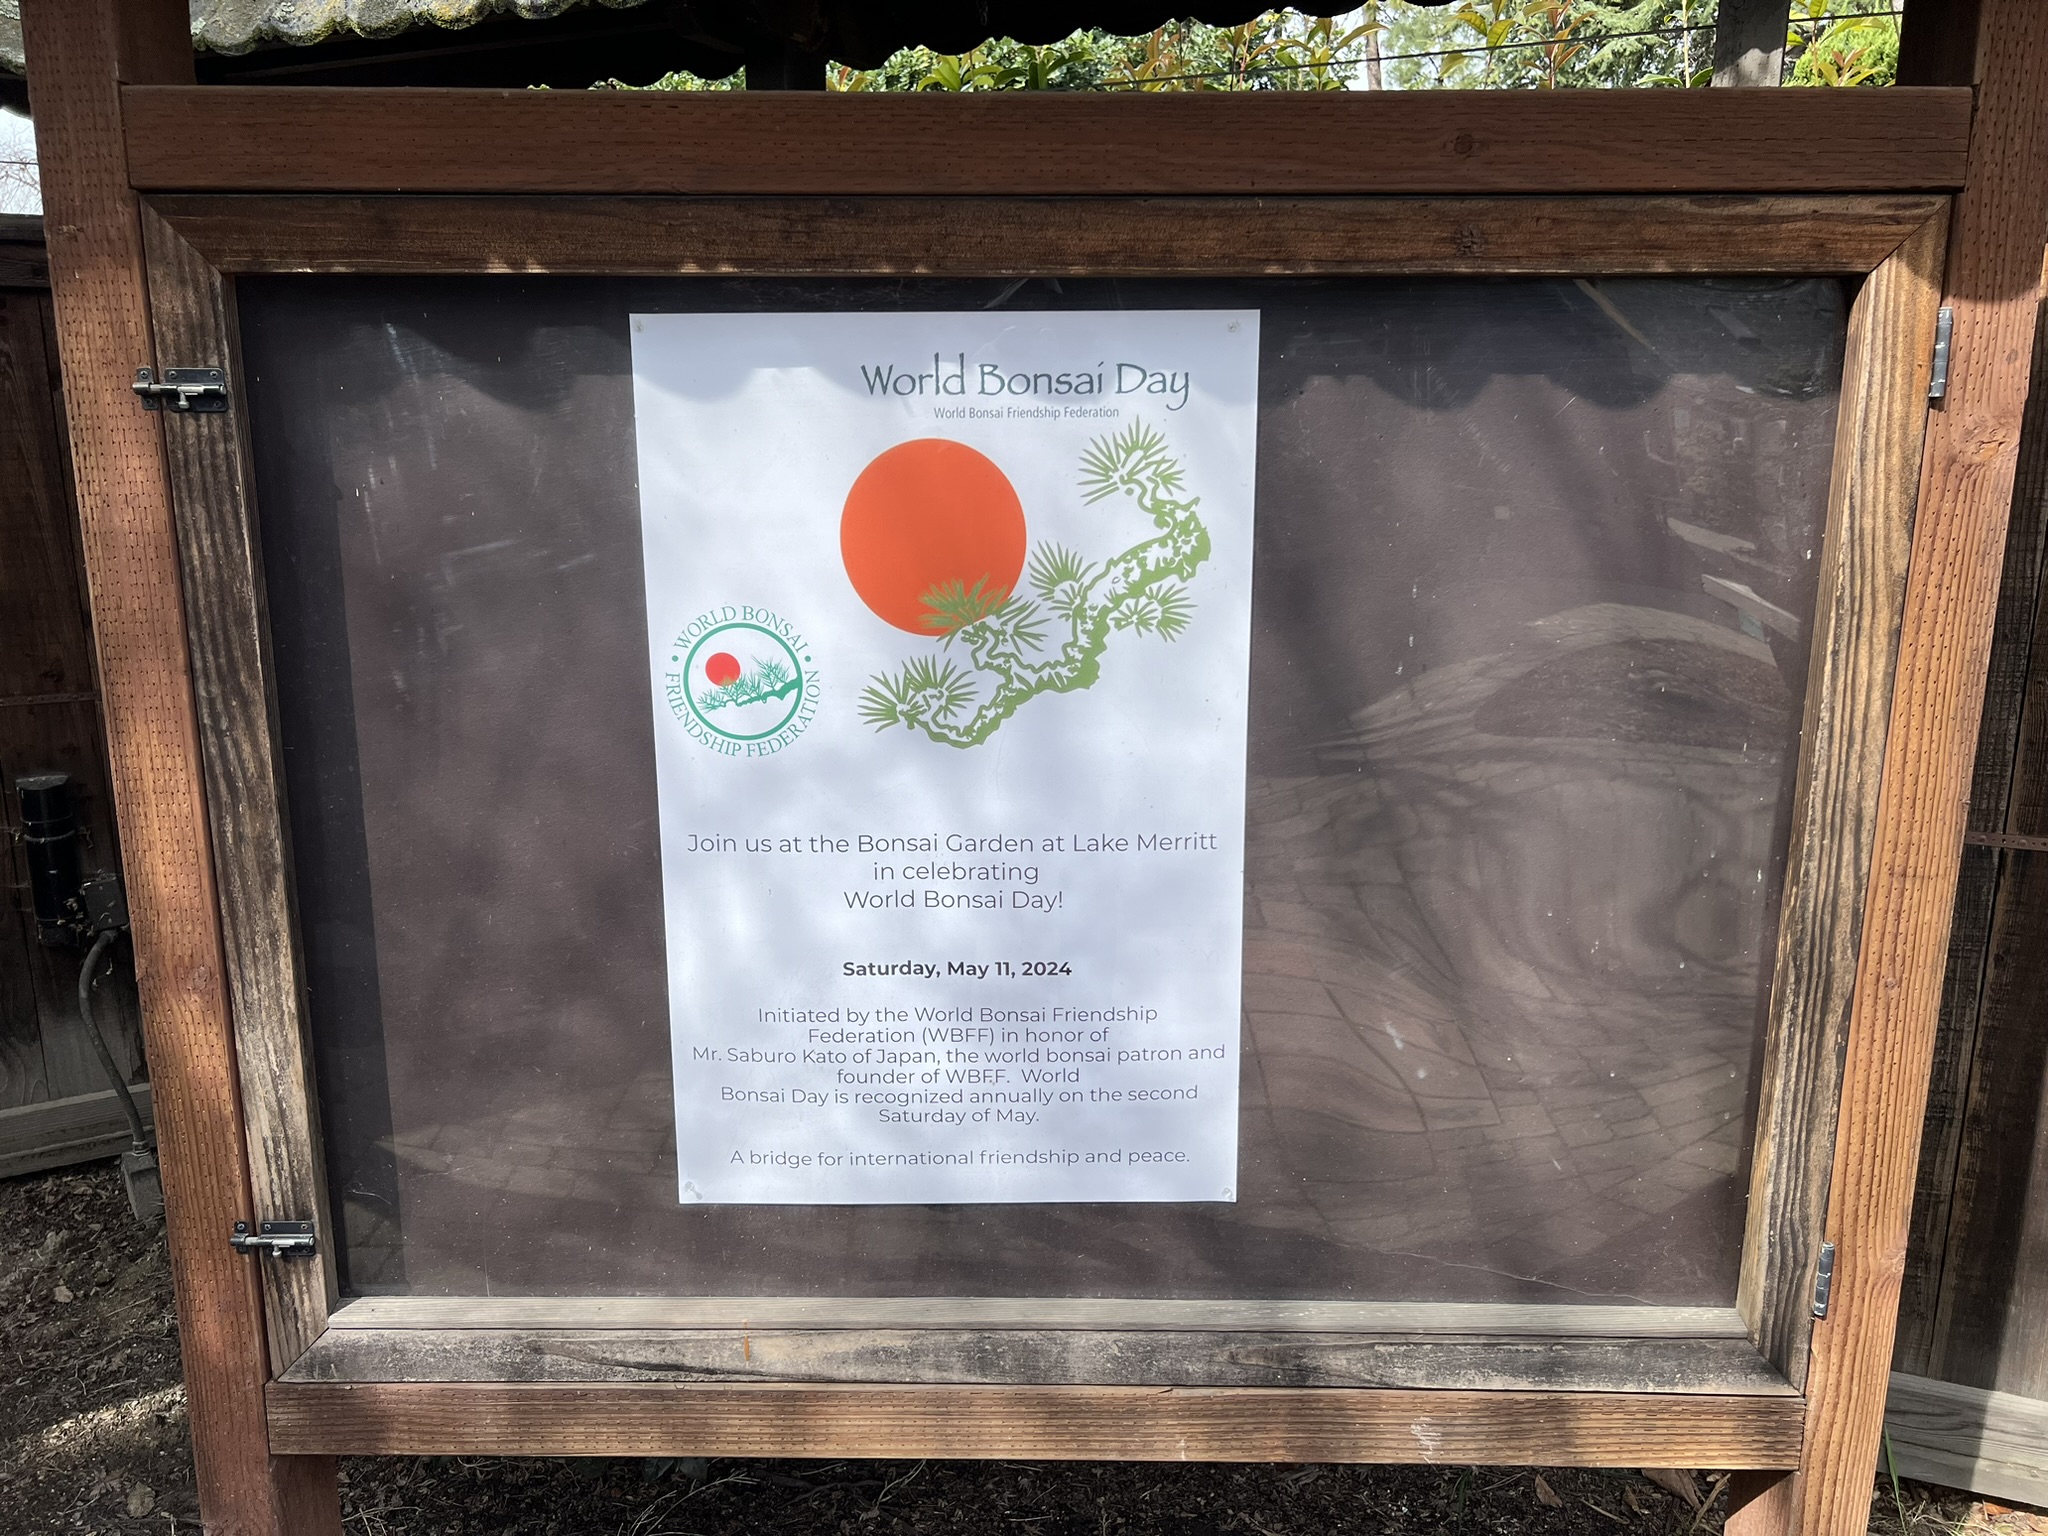 World Bonsai Day
World Bonsai Friendship Federation
WORLD BONSAI
FRIENDSHIP FEDERATION
Join us at the Bonsai Garden at Lake Merritt
in celebrating
World Bonsai Day!
Saturday, May 11, 2024
Initiated by the World Bonsai Friendship
Federation (WBFF) in honor of
Mr. Saburo Kato of Japan, the world bonsai patron and
founder of WBFF. World
Bonsai Day is recognized annually on the second
Saturday of May.
A bridge for international friendship and peace.